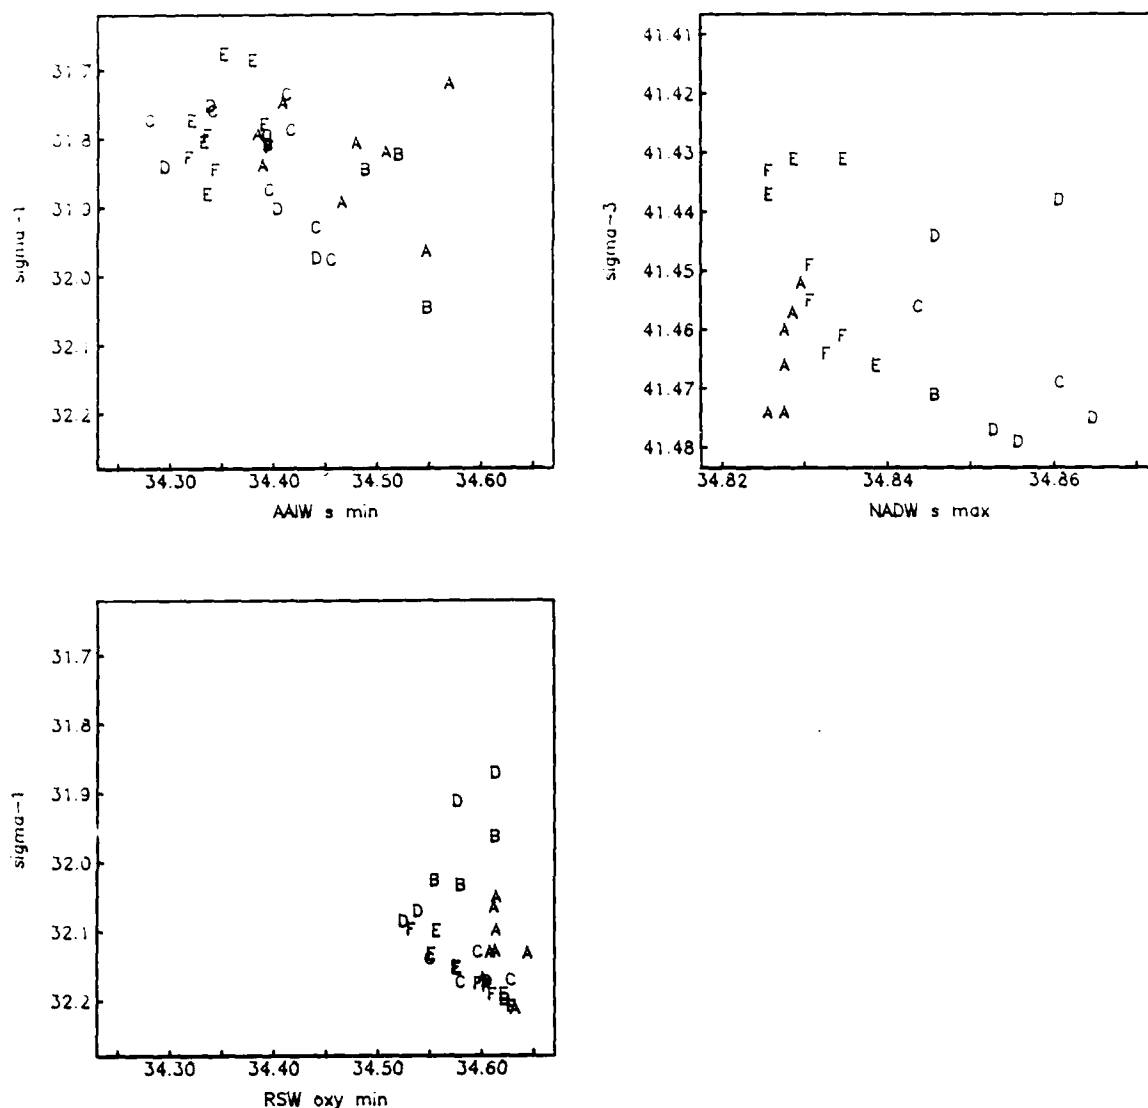 31.7
31.8
31.9
32.0
32.1
32.2
sigma-1
34.30 34.40 34.50 34.60
AAIW s min
E E A
C A
D C
C E E C
A A
F A B
D F A B
E C A
D C
D C A
B
41.41
41.42
41.43
41.44
41.45
41.46
41.47
41.48
sigma-3
34.82 34.84 34.86
NADW s max
E E
F
E D
D
F
A F C
A
A F
F
A E
C
B
A A D
D D
31.7
31.8
31.9
32.0
32.1
32.2
sigma-1
34.30 34.40 34.50 34.60
RSW oxy min
D
D
B
B B
A
D A
D F E A
C A A A
E
C C
F
A